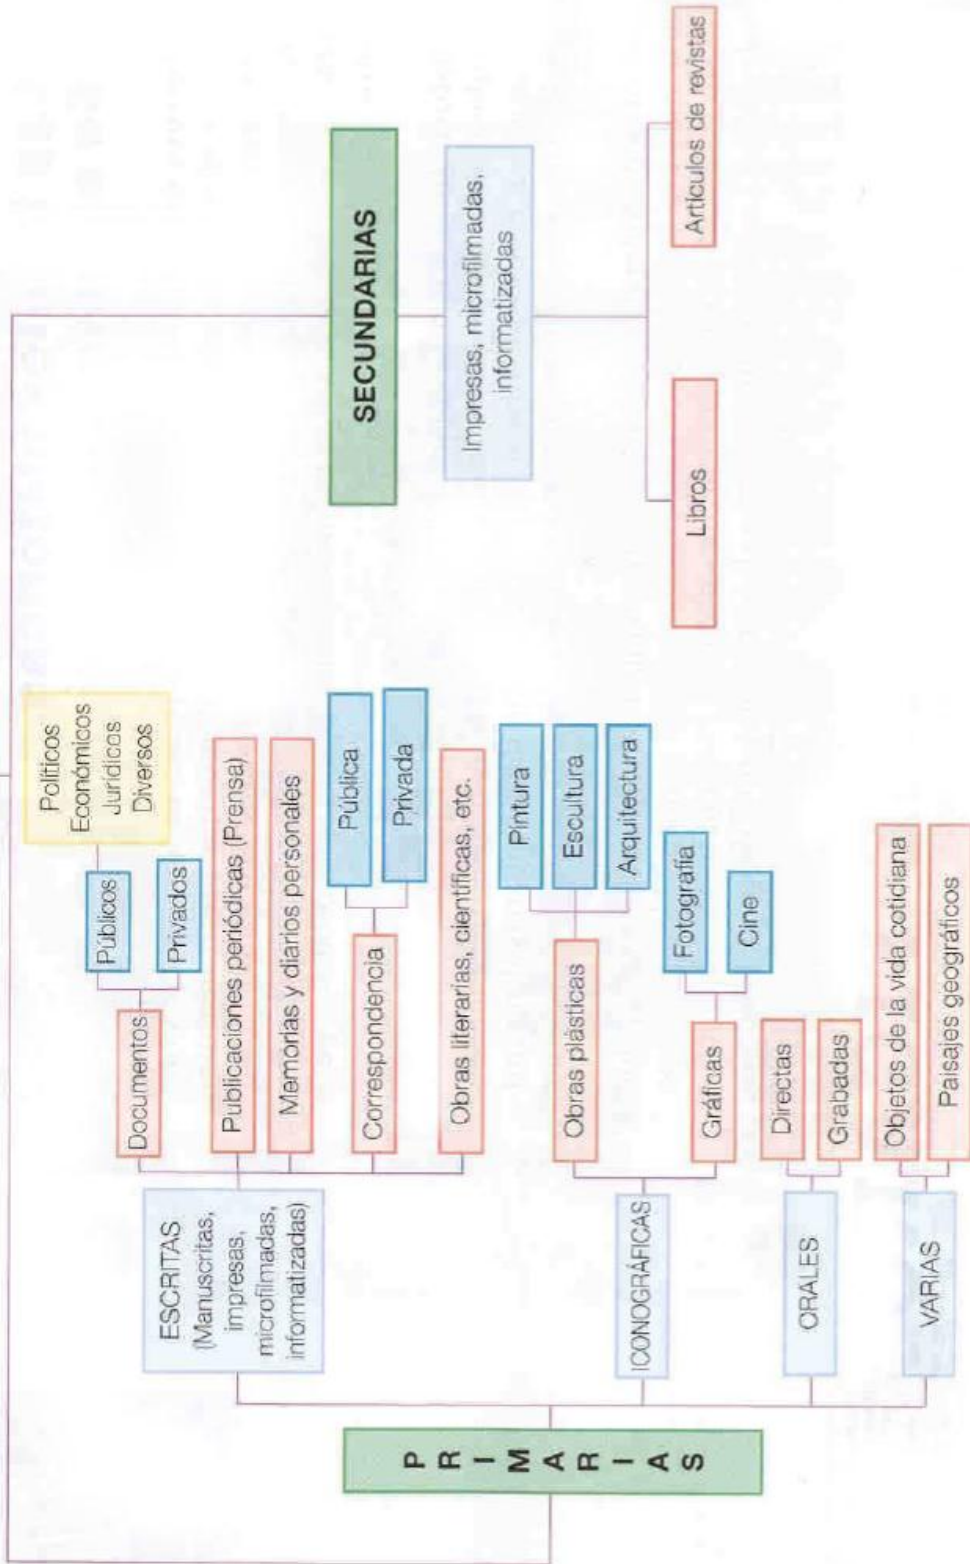 PRIMARIAS
ESCRITAS
(Manuscritas,
impresas,
microfilmadas,
informatizadas)
Documentos
Públicos
Políticos
Económicos
Jurídicos
Diversos
Privados
Publicaciones periódicas (Prensa)
Memorias y diarios personales
Correspondencia
Pública
Privada
Obras literarias, científicas, etc.
ICONOGRÁFICAS
Obras plásticas
Pintura
Escultura
Arquitectura
Gráficas
Fotografía
Cine
ORALES
Directas
Grabadas
VARIAS
Objetos de la vida cotidiana
Paisajes geográficos
SECUNDARIAS
Impresas, microfilmadas,
informatizadas
Libros
Artículos de revistas